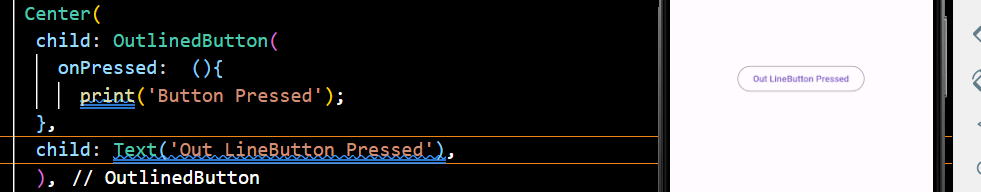 Center(
child: OutlinedButton(
onPressed:  (){
print('Button Pressed');
},
child: Text('Out LineButton Pressed'),
), // OutlinedButton
Out LineButton Pressed